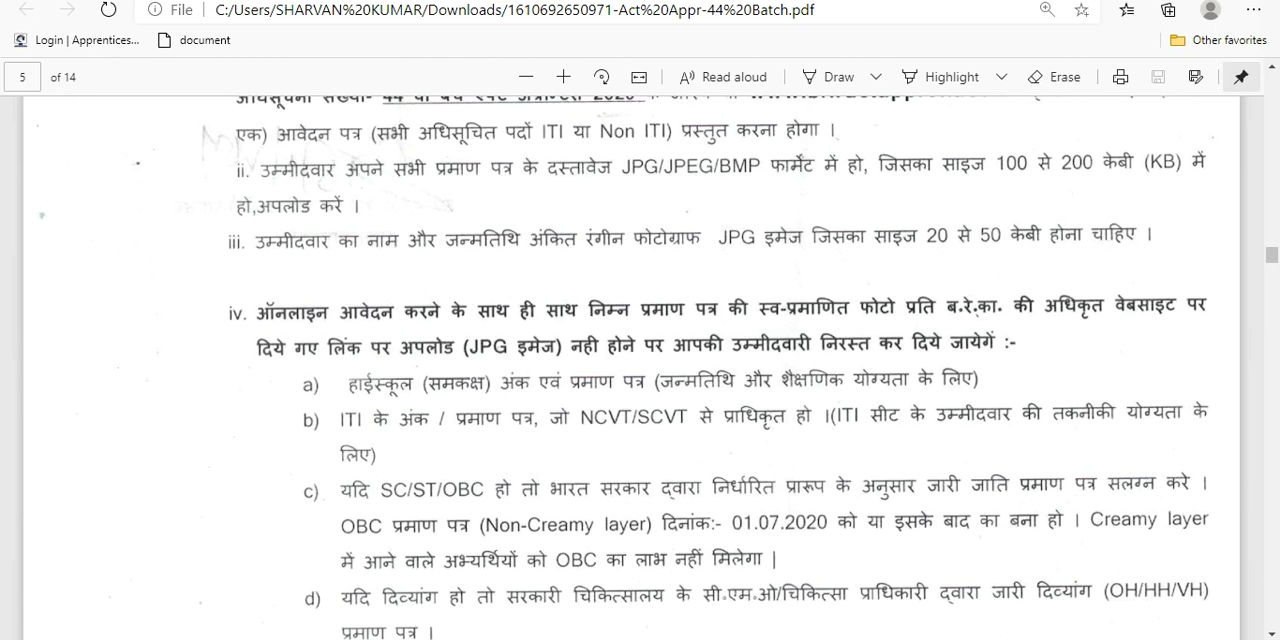 File
C:/Users/SHARVAN%20KUMAR/Downloads/1610692650971-Act%20Appr-44%20Batch.pdf
Login | Apprentices...
document
Other favorites
5 of 14
Read aloud
Draw
Highlight
Erase
एक) आवेदन पत्र (सभी अधिसूचित पदों ITI या Non ITI) प्रस्तुत करना होगा ।
ii. उम्मीदवार अपने सभी प्रमाण पत्र के दस्तावेज JPG/JPEG/BMP फार्मेट में हो, जिसका साइज 100 से 200 केबी (KB) में
हो,अपलोड करें ।
iii. उम्मीदवार का नाम और जन्मतिथि अंकित रंगीन फोटोग्राफ JPG इमेज जिसका साइज 20 से 50 केबी होना चाहिए ।
iv. ऑनलाइन आवेदन करने के साथ ही साथ निम्न प्रमाण पत्र की स्व-प्रमाणित फोटो प्रति ब.रे.का. की अधिकृत वेबसाइट पर
दिये गए लिंक पर अपलोड (JPG इमेज) नही होने पर आपकी उम्मीदवारी निरस्त कर दिये जायेगें :-
a) हाईस्कूल (समकक्ष) अंक एवं प्रमाण पत्र (जन्मतिथि और शैक्षणिक योग्यता के लिए)
b) ITI के अंक / प्रमाण पत्र, जो NCVT/SCVT से प्राधिकृत हो ।(ITI सीट के उम्मीदवार की तकनीकी योग्यता के
लिए)
c) यदि SC/ST/OBC हो तो भारत सरकार द्वारा निर्धारित प्रारूप के अनुसार जारी जाति प्रमाण पत्र सलग्न करे ।
OBC प्रमाण पत्र (Non-Creamy layer) दिनांक:- 01.07.2020 को या इसके बाद का बना हो । Creamy layer
में आने वाले अभ्यर्थियों को OBC का लाभ नहीं मिलेगा |
d) यदि दिव्यांग हो तो सरकारी चिकित्सालय के सी.एम.ओ/चिकित्सा प्राधिकारी द्वारा जारी दिव्यांग (OH/HH/VH)
प्रमाण पत्र ।